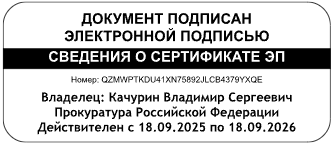 ДОКУМЕНТ ПОДПИСАН
ЭЛЕКТРОННОЙ ПОДПИСЬЮ
СВЕДЕНИЯ О СЕРТИФИКАТЕ ЭП
Номер: QZMWPTKDU41XN75892JLCB4379YXQE
Владелец: Качурин Владимир Сергеевич
Прокуратура Российской Федерации
Действителен с 18.09.2025 по 18.09.2026